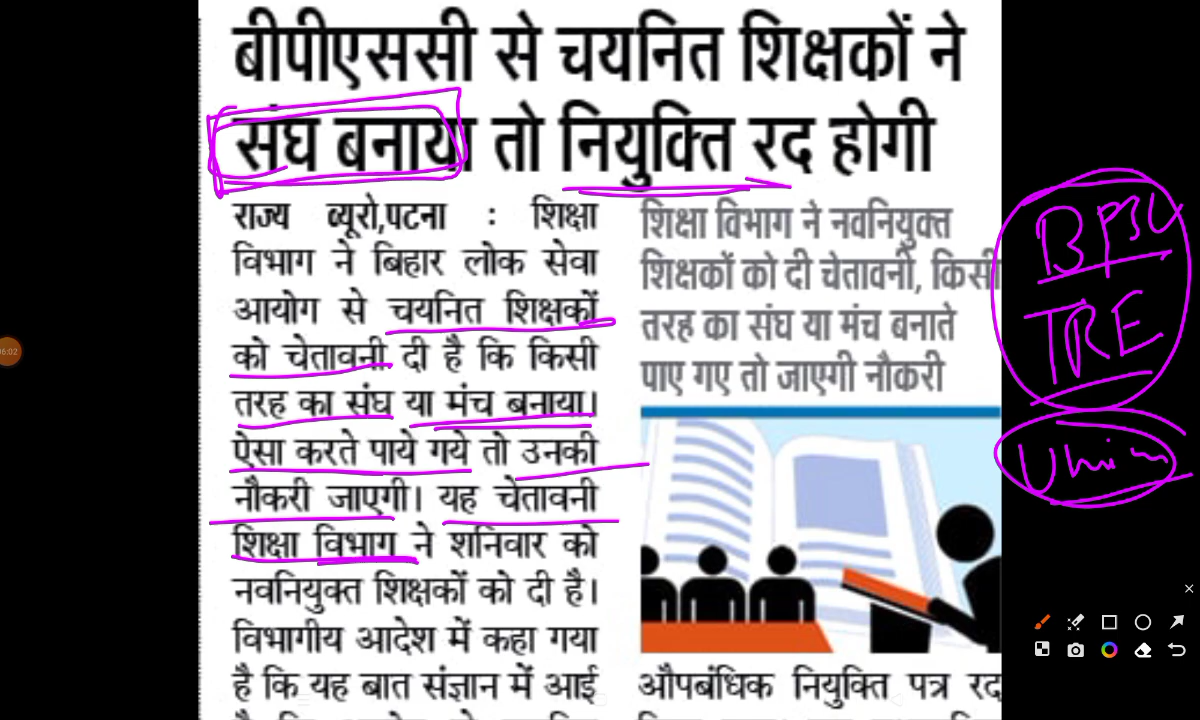 बीपीएससी से चयनित शिक्षकों ने
संघ बनाया तो नियुक्ति रद होगी
राज्य ब्यूरो,पटना : शिक्षा
विभाग ने बिहार लोक सेवा
आयोग से चयनित शिक्षकों
को चेतावनी दी है कि किसी
तरह का संघ या मंच बनाया।
ऐसा करते पाये गये तो उनकी
नौकरी जाएगी। यह चेतावनी
शिक्षा विभाग ने शनिवार को
नवनियुक्त शिक्षकों को दी है।
विभागीय आदेश में कहा गया
है कि यह बात संज्ञान में आई
शिक्षा विभाग ने नवनियुक्त
शिक्षकों को दी चेतावनी, किसी
तरह का संघ या मंच बनाते
पाए गए तो जाएगी नौकरी
औपबंधिक नियुक्ति पत्र रद
BPSC
TRE
Union
06:02